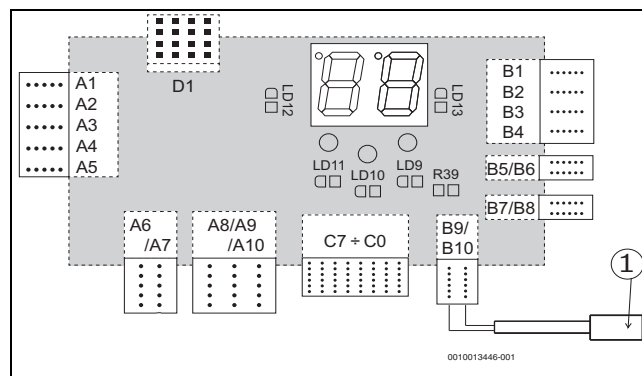 D1
A1
A2
A3
A4
A5
LD12
88
LD13
B1
B2
B3
B4
LD11
LD10
LD9
R39
B5/B6
B7/B8
A6
/A7
A8/A9
/A10
C7 ÷ C0
B9/
B10
1
0010013446-001